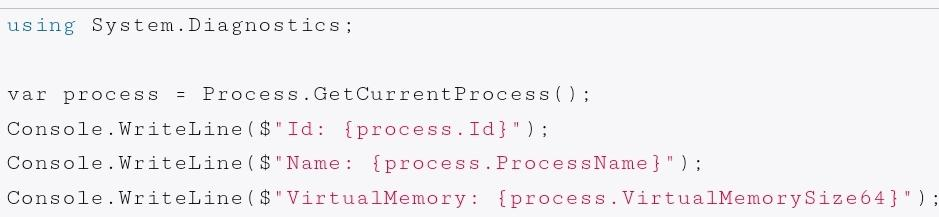 using System.Diagnostics;
var process = Process.GetCurrentProcess();
Console.WriteLine($"Id: {process.Id}");
Console.WriteLine($"Name: {process.ProcessName}");
Console.WriteLine($"VirtualMemory: {process.VirtualMemorySize64}");